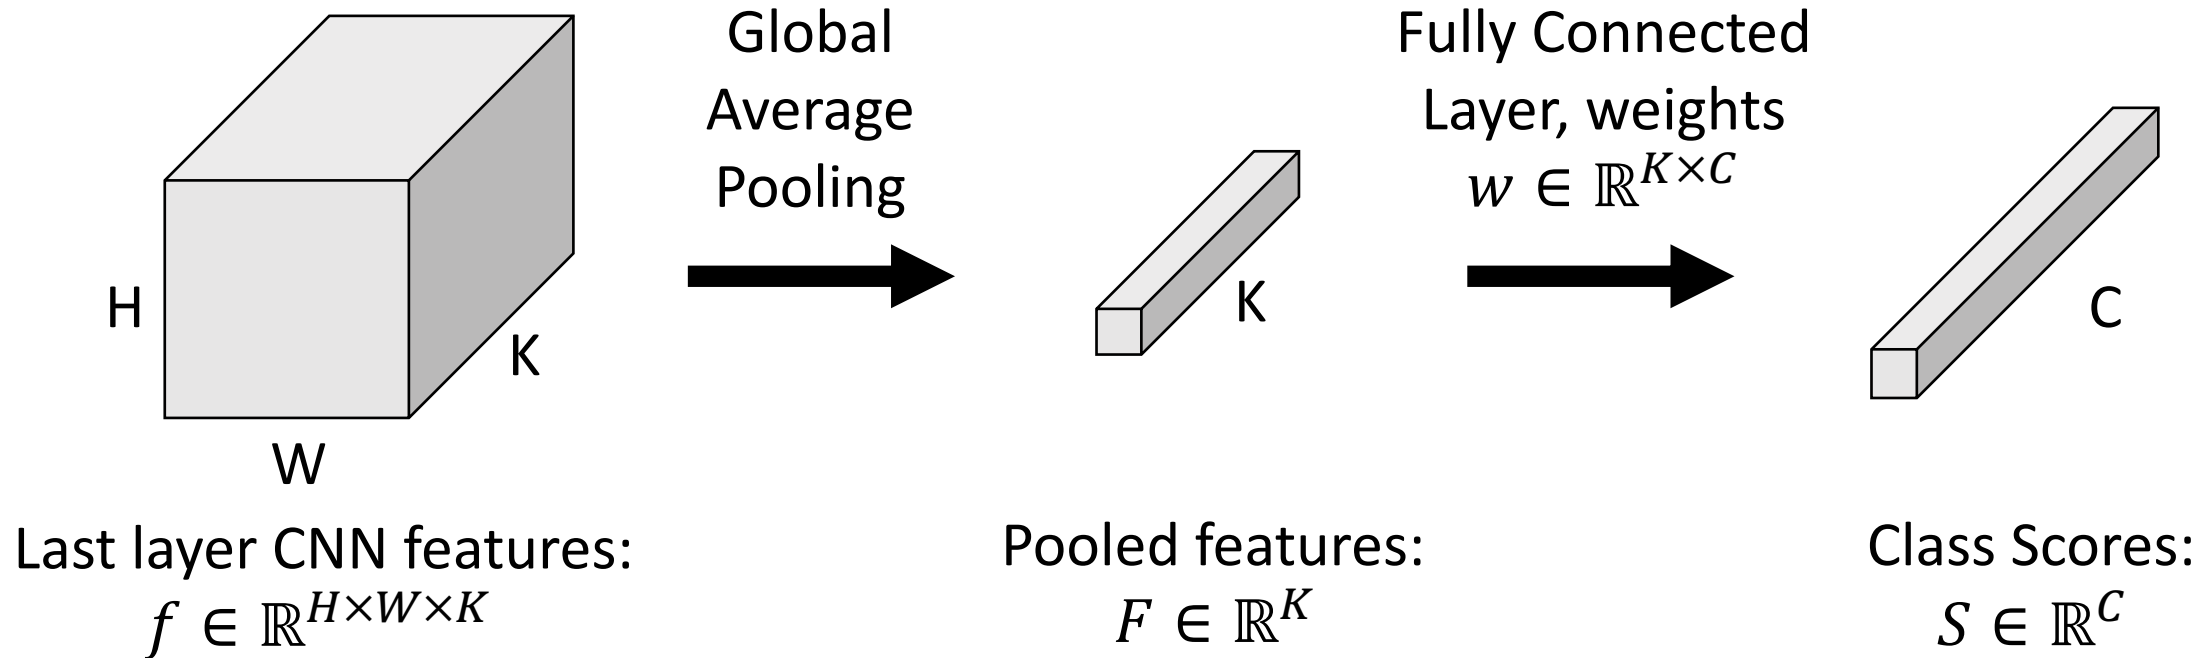 Global
Average
Pooling
Fully Connected
Layer, weights
w ∈ ℝ^{K×C}
H
K
W
K
C
Last layer CNN features:
f ∈ ℝ^{H×W×K}
Pooled features:
F ∈ ℝ^K
Class Scores:
S ∈ ℝ^C